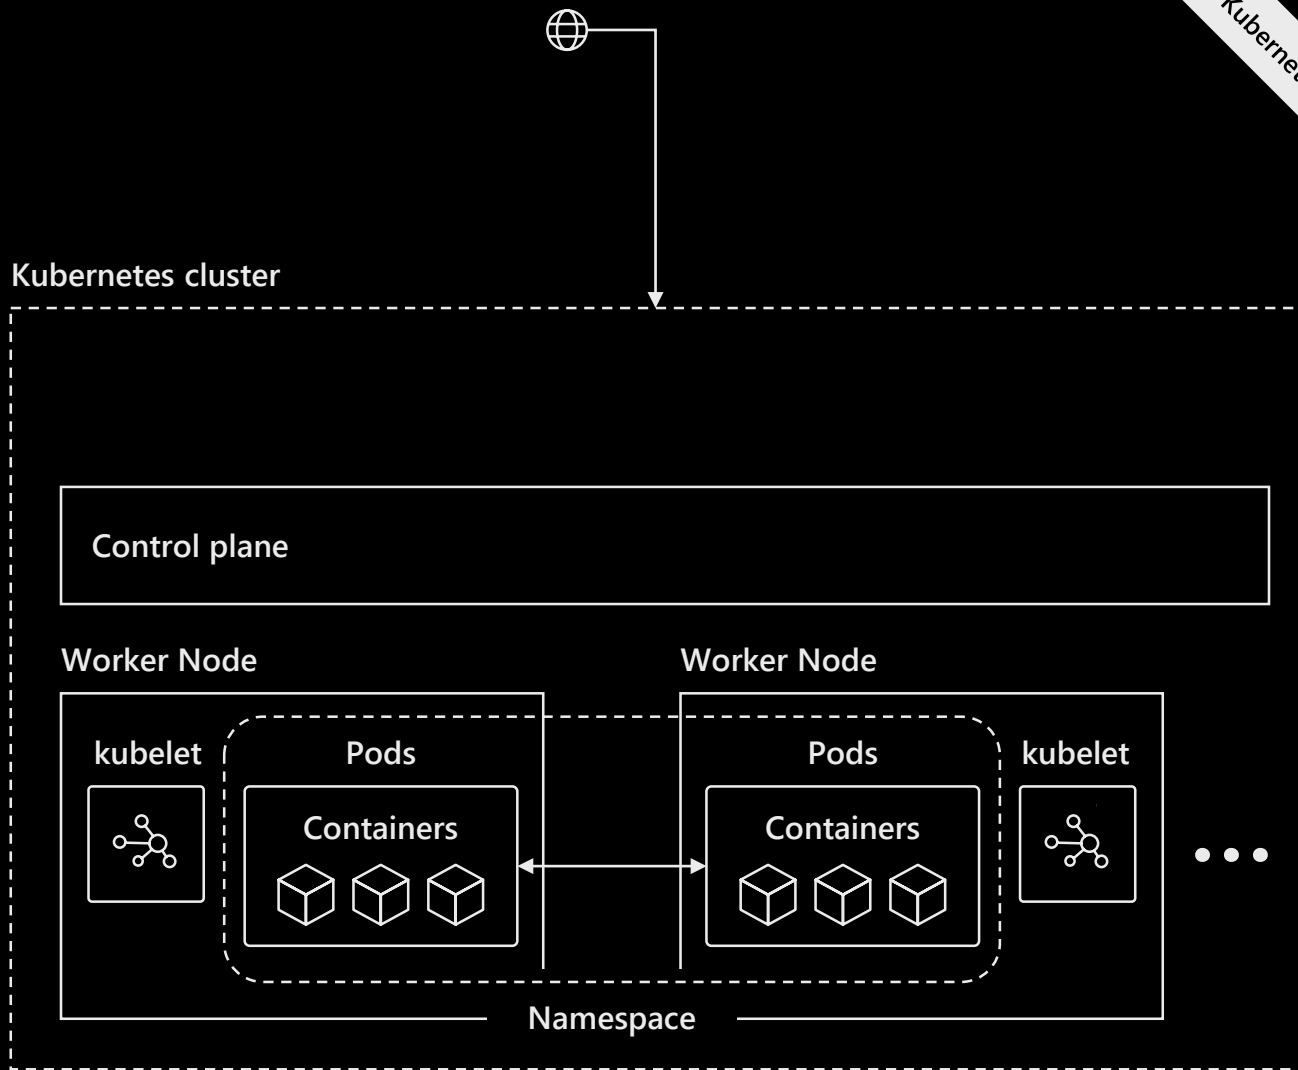 Kubernetes cluster
Control plane
Worker Node
Worker Node
kubelet
Pods
Pods
kubelet
Containers
Containers
Namespace